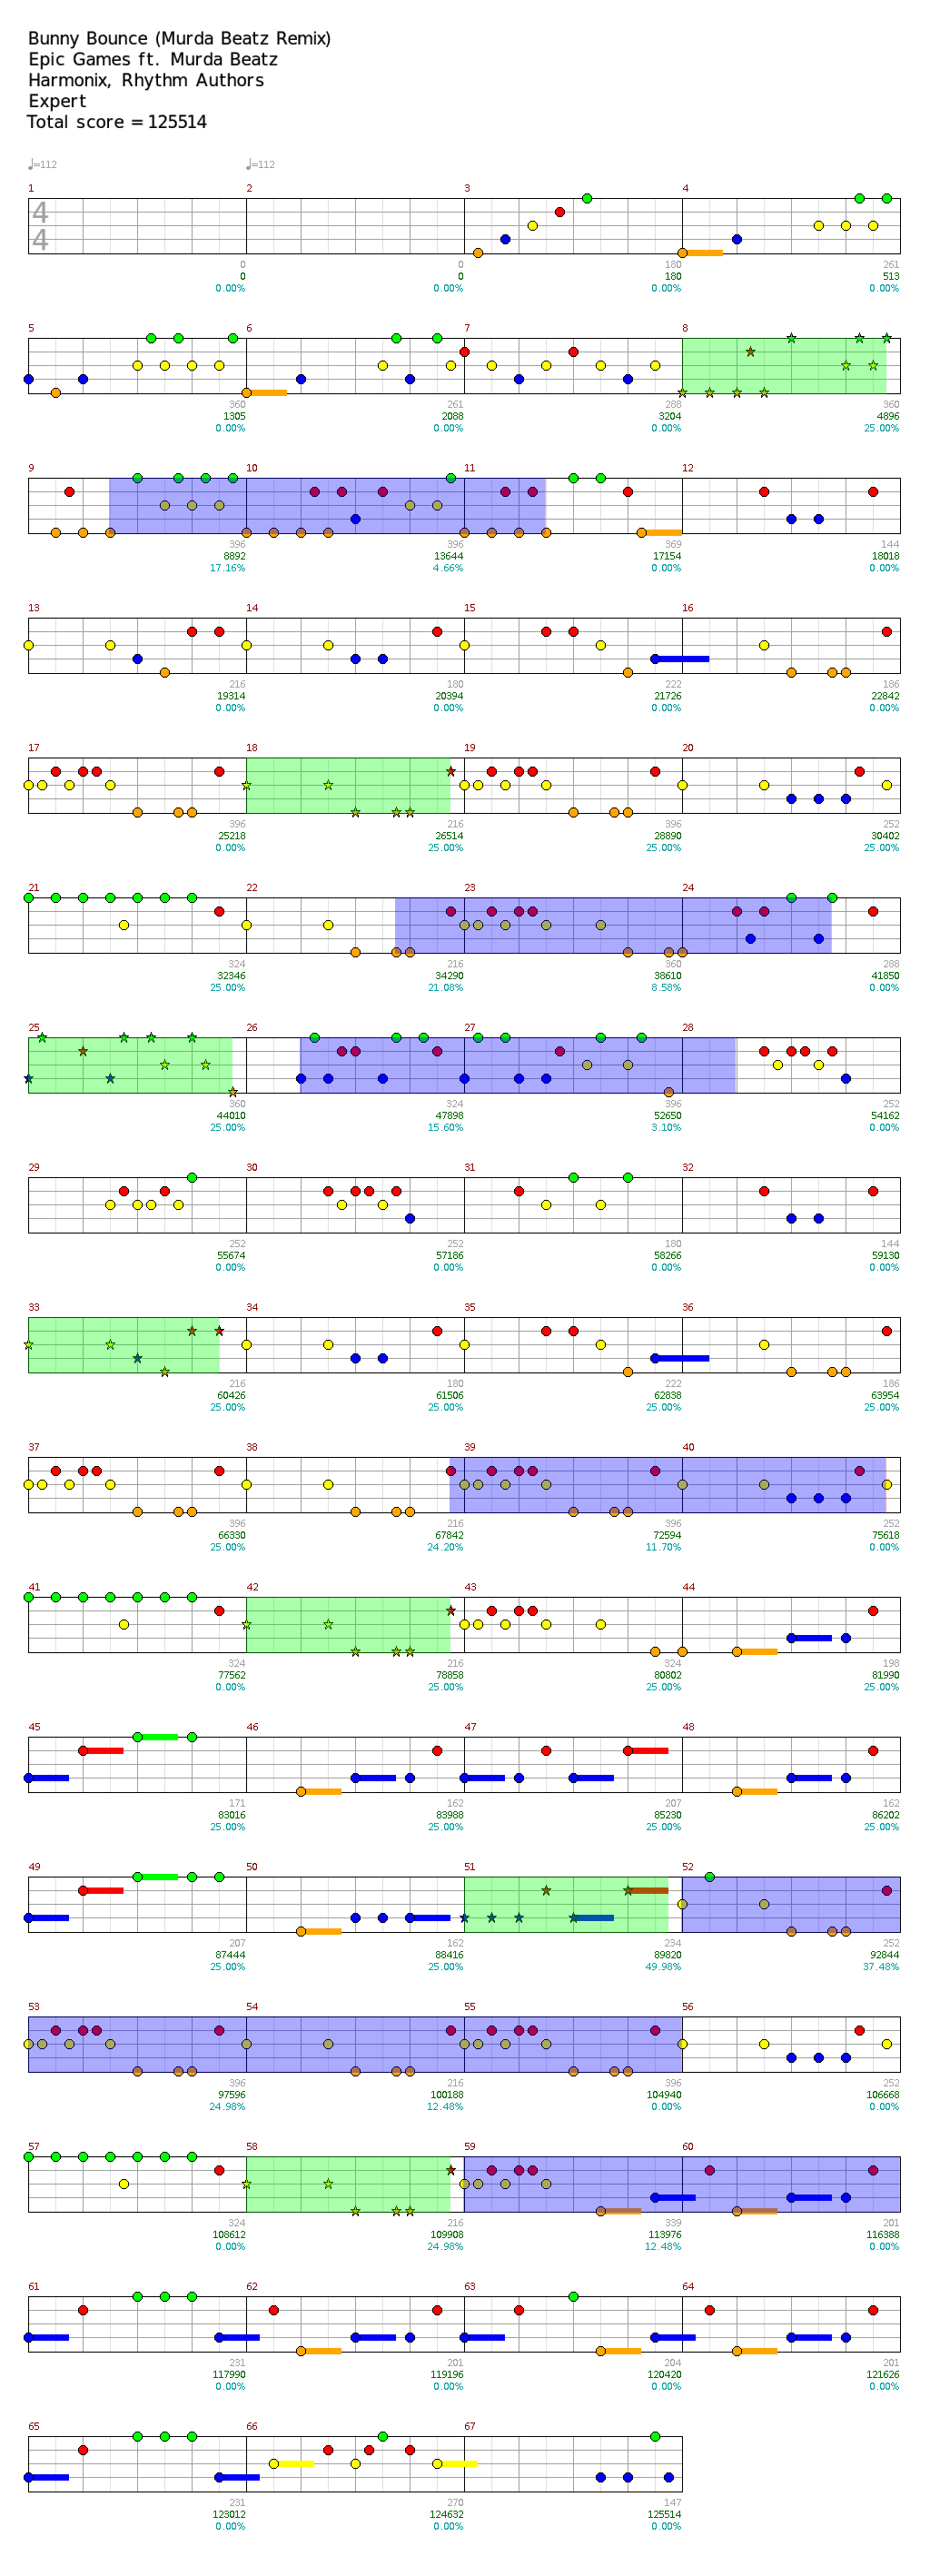 Bunny Bounce (Murda Beatz Remix)
Epic Games ft. Murda Beatz
Harmonix, Rhythm Authors
Expert
Total score = 125514
♩=112 ♩=112
1 2 3 4
4
4
0 0 180 261
0 0 180 513
0.00% 0.00% 0.00% 0.00%
5 6 7 8
360 261 288 360
1305 2088 3204 4896
0.00% 0.00% 0.00% 25.00%
9 10 11 12
396 396 369 144
8892 13644 17154 18018
17.16% 4.66% 0.00% 0.00%
13 14 15 16
216 180 222 186
19314 20394 21726 22842
0.00% 0.00% 0.00% 0.00%
17 18 19 20
396 216 396 252
25218 26514 28890 30402
0.00% 25.00% 25.00% 25.00%
21 22 23 24
324 216 360 288
32346 34290 38610 41850
25.00% 21.08% 8.58% 0.00%
25 26 27 28
360 324 396 252
44010 47898 52650 54162
25.00% 15.60% 3.10% 0.00%
29 30 31 32
252 252 180 144
55674 57186 58266 59130
0.00% 0.00% 0.00% 0.00%
33 34 35 36
216 180 222 186
60426 61506 62838 63954
25.00% 25.00% 25.00% 25.00%
37 38 39 40
396 216 396 252
66330 67842 72594 75618
25.00% 24.20% 11.70% 0.00%
41 42 43 44
324 216 324 198
77562 78858 80802 81990
0.00% 25.00% 25.00% 25.00%
45 46 47 48
171 162 207 162
83016 83988 85230 86202
25.00% 25.00% 25.00% 25.00%
49 50 51 52
207 162 234 252
87444 88416 89820 92844
25.00% 25.00% 49.98% 37.48%
53 54 55 56
396 216 396 252
97596 100188 104940 106668
24.98% 12.48% 0.00% 0.00%
57 58 59 60
324 216 339 201
108612 109908 113976 116388
0.00% 24.98% 12.48% 0.00%
61 62 63 64
231 201 204 201
117990 119196 120420 121626
0.00% 0.00% 0.00% 0.00%
65 66 67
231 270 147
123012 124632 125514
0.00% 0.00% 0.00%